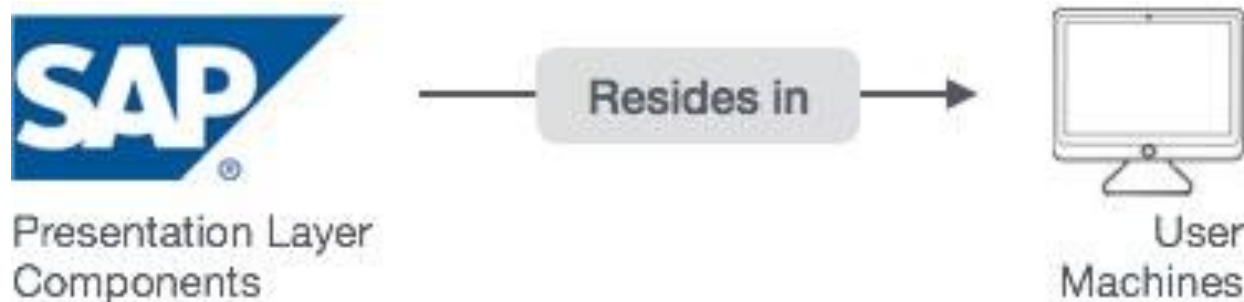 SAP
®
Resides in
Presentation Layer
Components
User
Machines